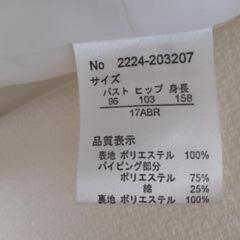 No 2224-203207
サイズ
バスト ヒップ 身長
96 103 158
17ABR
品質表示
表地 ポリエステル 100%
パイピング部分
ポリエステル 75%
綿 25%
裏地 ポリエステル 100%